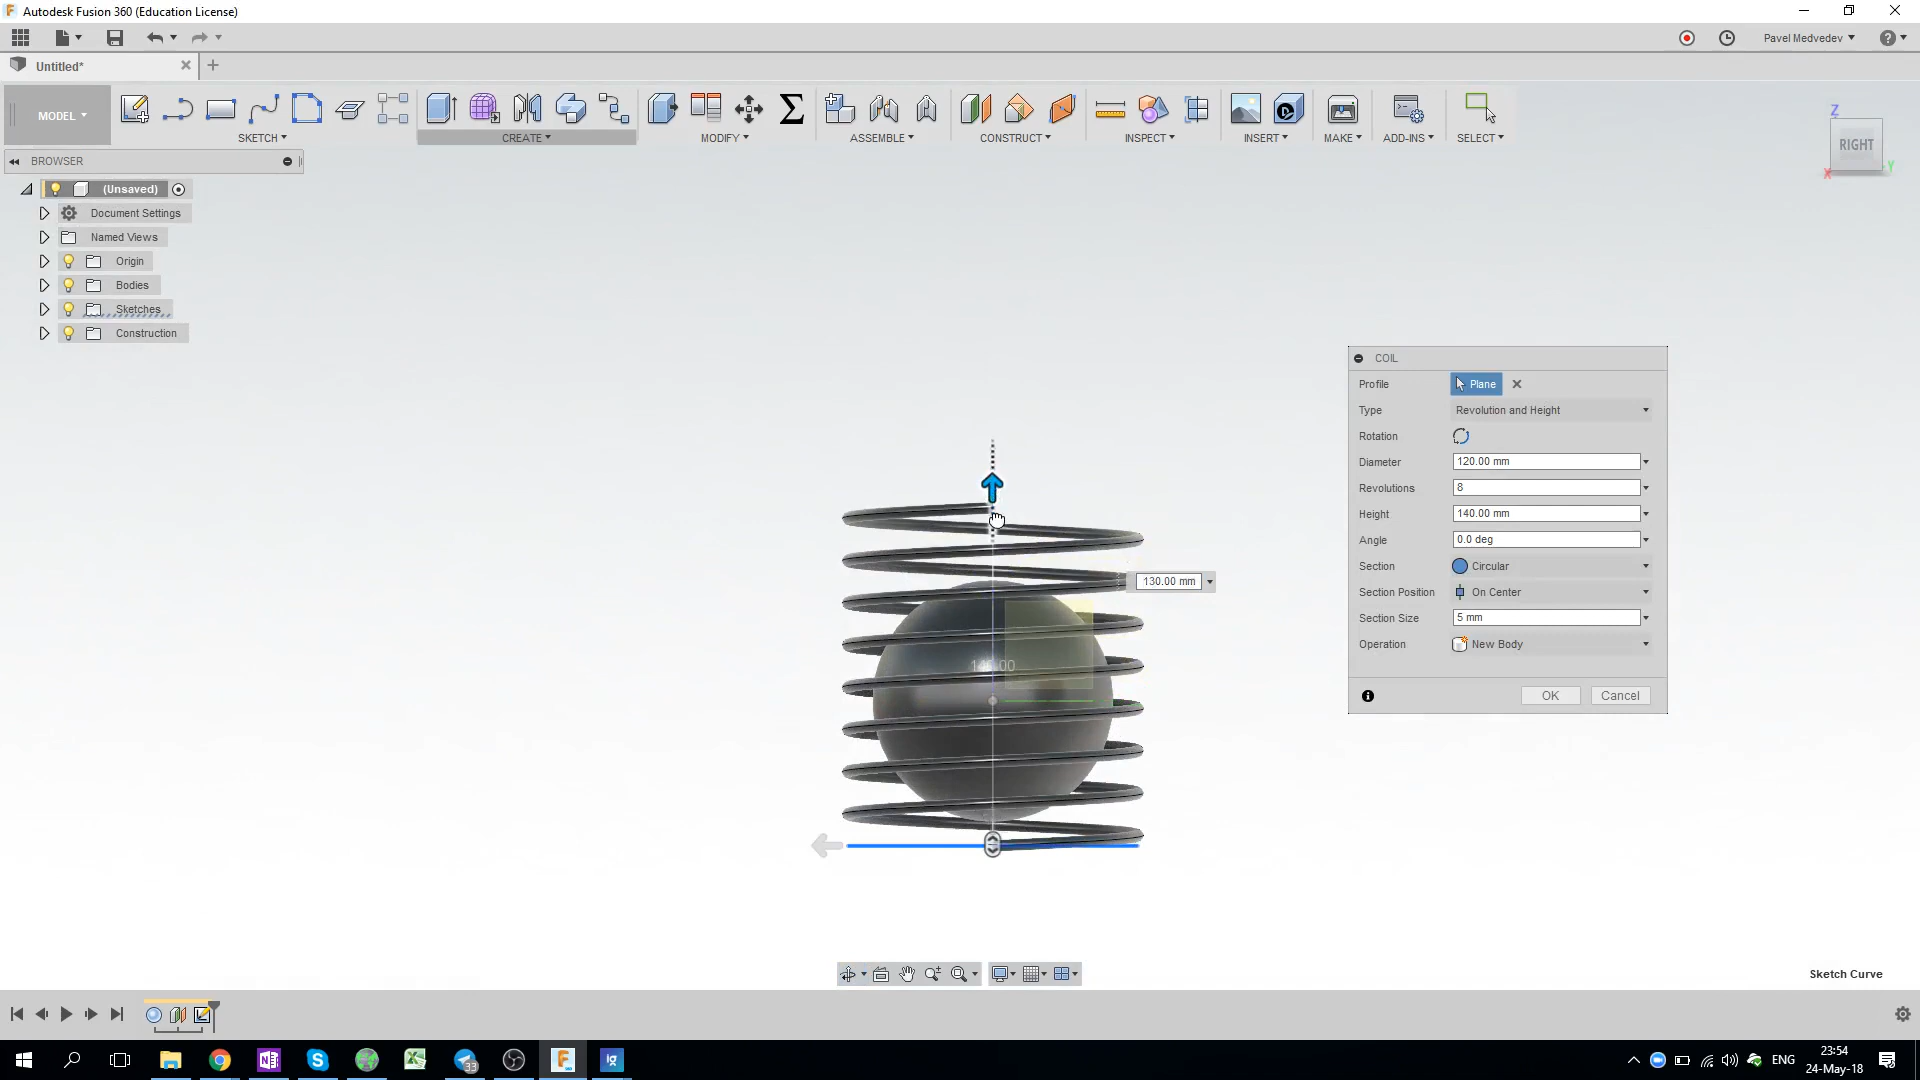 Autodesk Fusion 360 (Education License)
Pavel Medvedev
Untitled*
MODEL
SKETCH
CREATE
MODIFY
ASSEMBLE
CONSTRUCT
INSPECT
INSERT
MAKE
ADD-INS
SELECT
BROWSER
(Unsaved)
Document Settings
Named Views
Origin
Bodies
Sketches
Construction
Z
RIGHT
Y
X
COIL
Profile Plane
Type Revolution and Height
Rotation
Diameter 120.00 mm
Revolutions 8
Height 140.00 mm
Angle 0.0 deg
Section Circular
Section Position On Center
Section Size 5 mm
Operation New Body
OK Cancel
130.00 mm
Sketch Curve
33
ENG
23:54
24-May-18